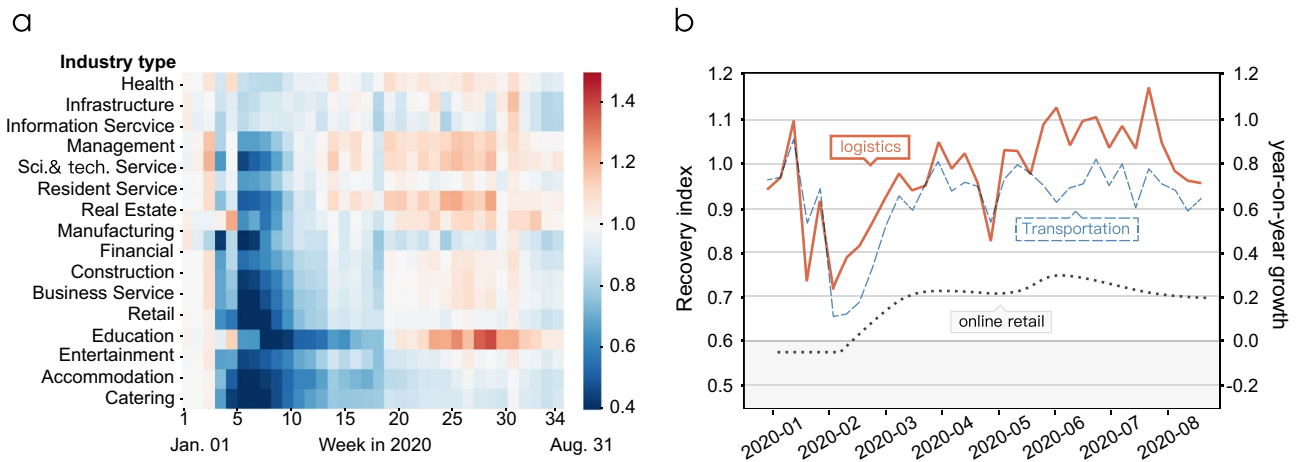 a
Industry type
Health
Infrastructure
Information Sercvice
Management
Sci.& tech. Service
Resident Service
Real Estate
Manufacturing
Financial
Construction
Business Service
Retail
Education
Entertainment
Accommodation
Catering
1 5 10 15 20 25 30 34
Jan. 01 Week in 2020 Aug. 31
1.4
1.2
1.0
0.8
0.6
0.4
b
Recovery index
1.2
1.1
1.0
0.9
0.8
0.7
0.6
0.5
logistics
Transportation
online retail
1.2
1.0
0.8
0.6
0.4
0.2
0.0
-0.2
year-on-year growth
2020-01 2020-02 2020-03 2020-04 2020-05 2020-06 2020-07 2020-08